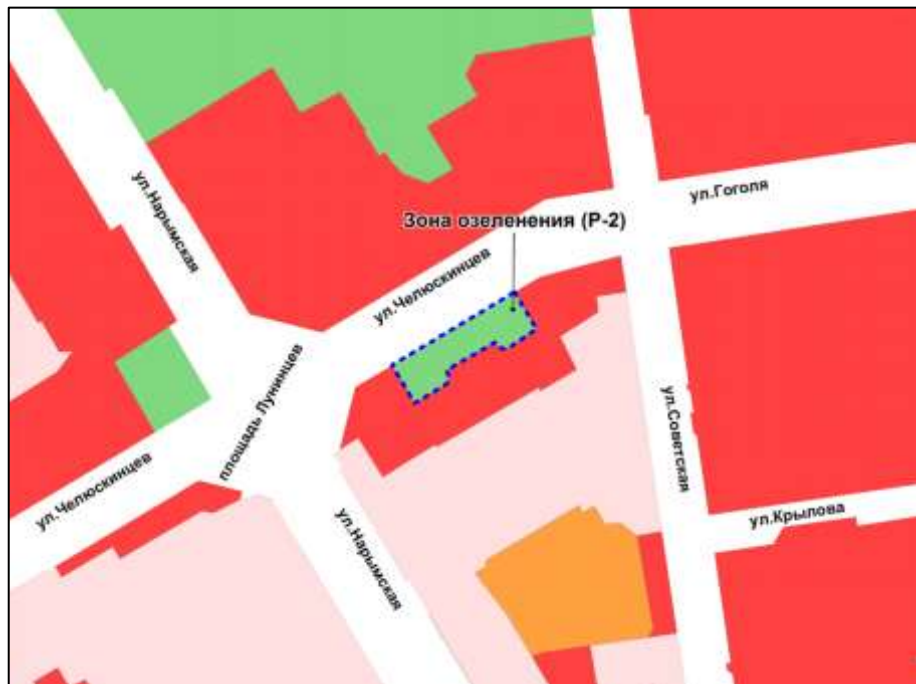 ул.Гоголя
ул.Нарымская
Зона озеленения (Р-2)
ул.Челюскинцев
площадь Лунинцев
ул.Советская
ул.Челюскинцев
ул.Крылова
ул.Нарымская